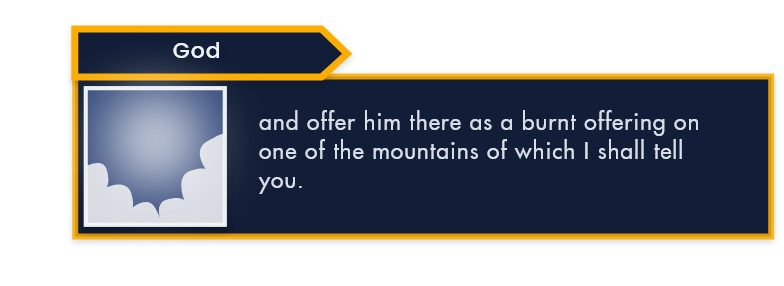 God
and offer him there as a burnt offering on
one of the mountains of which I shall tell
you.